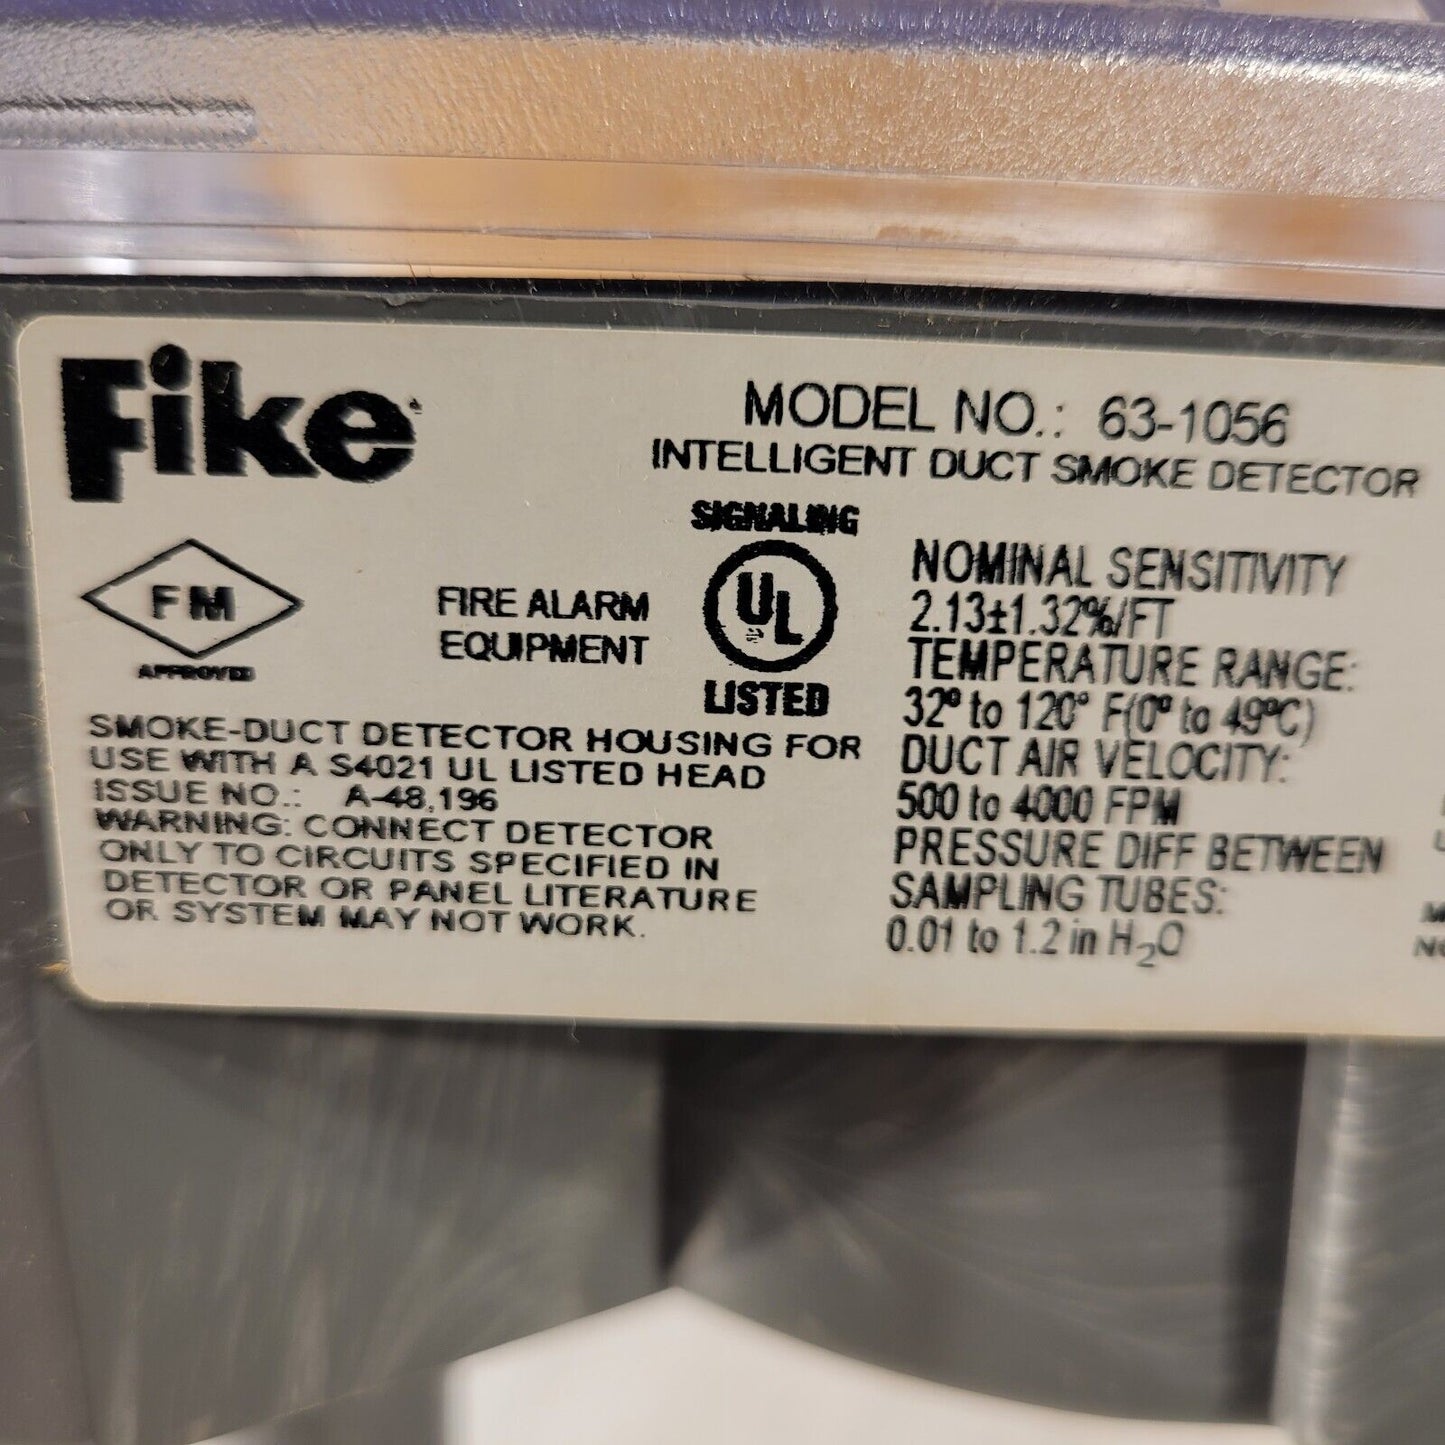 Fike
MODEL NO.: 63-1056
INTELLIGENT DUCT SMOKE DETECTOR
FM
APPROVED
FIRE ALARM
EQUIPMENT
SIGNALING
UL
LISTED
SMOKE-DUCT DETECTOR HOUSING FOR
USE WITH A S4021 UL LISTED HEAD
ISSUE NO.: A-48,196
WARNING: CONNECT DETECTOR
ONLY TO CIRCUITS SPECIFIED IN
DETECTOR OR PANEL LITERATURE
OR SYSTEM MAY NOT WORK.
NOMINAL SENSITIVITY
2.13±1.32%/FT
TEMPERATURE RANGE:
32º to 120° F(0º to 49ºC)
DUCT AIR VELOCITY:
500 to 4000 FPM
PRESSURE DIFF BETWEEN
SAMPLING TUBES:
0.01 to 1.2 in H₂O